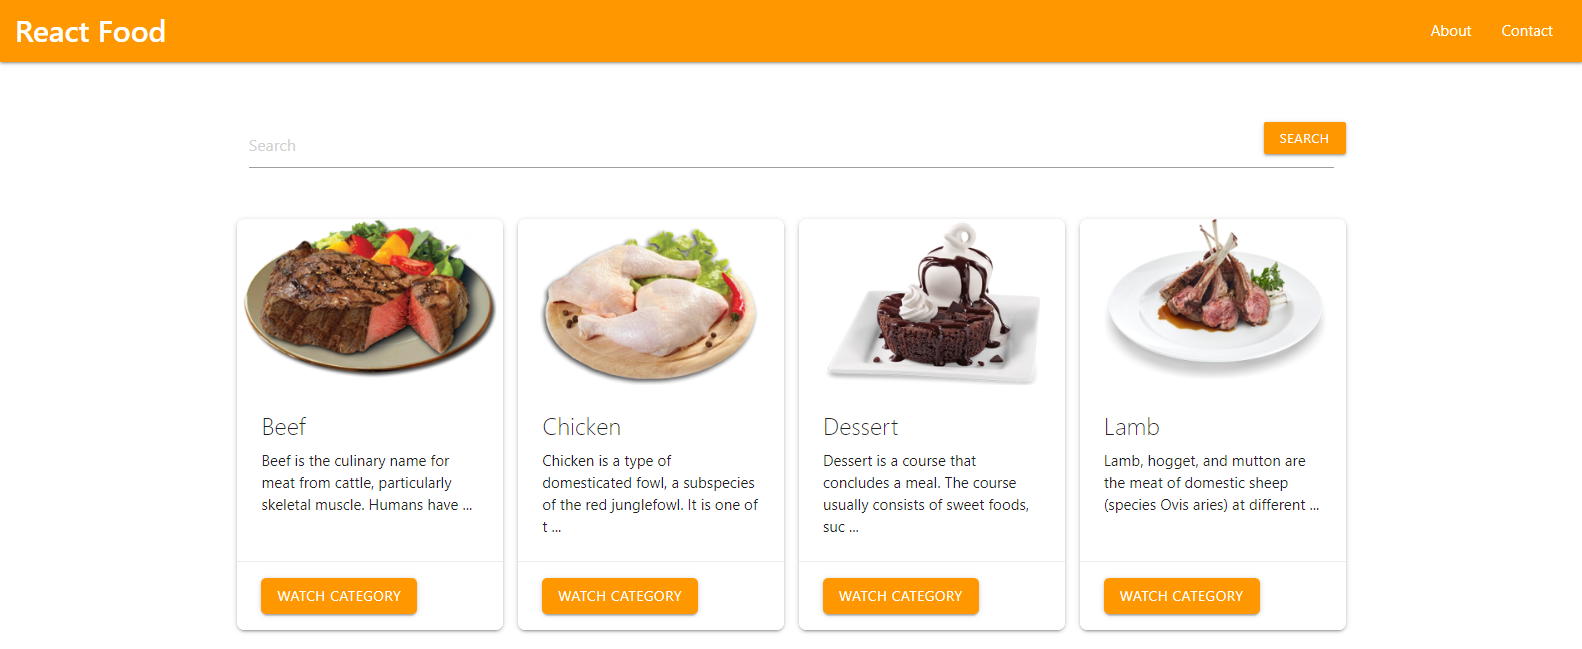 React Food
About
Contact
Search
SEARCH
Beef
Beef is the culinary name for
meat from cattle, particularly
skeletal muscle. Humans have ...
WATCH CATEGORY
Chicken
Chicken is a type of
domesticated fowl, a subspecies
of the red junglefowl. It is one of
t ...
WATCH CATEGORY
Dessert
Dessert is a course that
concludes a meal. The course
usually consists of sweet foods,
suc ...
WATCH CATEGORY
Lamb
Lamb, hogget, and mutton are
the meat of domestic sheep
(species Ovis aries) at different ...
WATCH CATEGORY